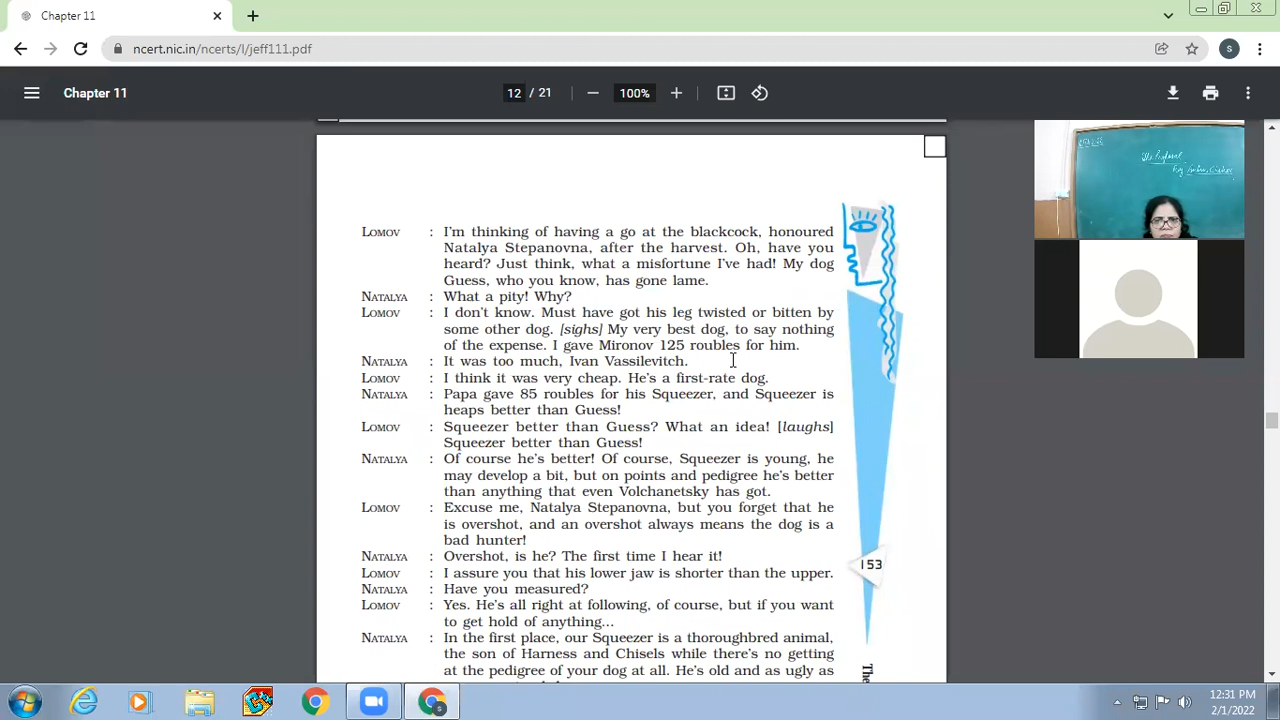 Chapter 11
ncert.nic.in/ncerts/l/jeff111.pdf
S
Chapter 11
12 / 21
100%
LOMOV : I'm thinking of having a go at the blackcock, honoured
Natalya Stepanovna, after the harvest. Oh, have you
heard? Just think, what a misfortune I've had! My dog
Guess, who you know, has gone lame.
NATALYA : What a pity! Why?
LOMOV : I don't know. Must have got his leg twisted or bitten by
some other dog. [sighs] My very best dog, to say nothing
of the expense. I gave Mironov 125 roubles for him.
NATALYA : It was too much, Ivan Vassilevitch.
LOMOV : I think it was very cheap. He's a first-rate dog.
NATALYA : Papa gave 85 roubles for his Squeezer, and Squeezer is
heaps better than Guess!
LOMOV : Squeezer better than Guess? What an idea! [laughs]
Squeezer better than Guess!
NATALYA : Of course he's better! Of course, Squeezer is young, he
may develop a bit, but on points and pedigree he's better
than anything that even Volchanetsky has got.
LOMOV : Excuse me, Natalya Stepanovna, but you forget that he
is overshot, and an overshot always means the dog is a
bad hunter!
NATALYA : Overshot, is he? The first time I hear it!
LOMOV : I assure you that his lower jaw is shorter than the upper.
NATALYA : Have you measured?
LOMOV : Yes. He's all right at following, of course, but if you want
to get hold of anything...
NATALYA : In the first place, our Squeezer is a thoroughbred animal,
the son of Harness and Chisels while there's no getting
at the pedigree of your dog at all. He's old and as ugly as
153
The
12:31 PM
2/1/2022